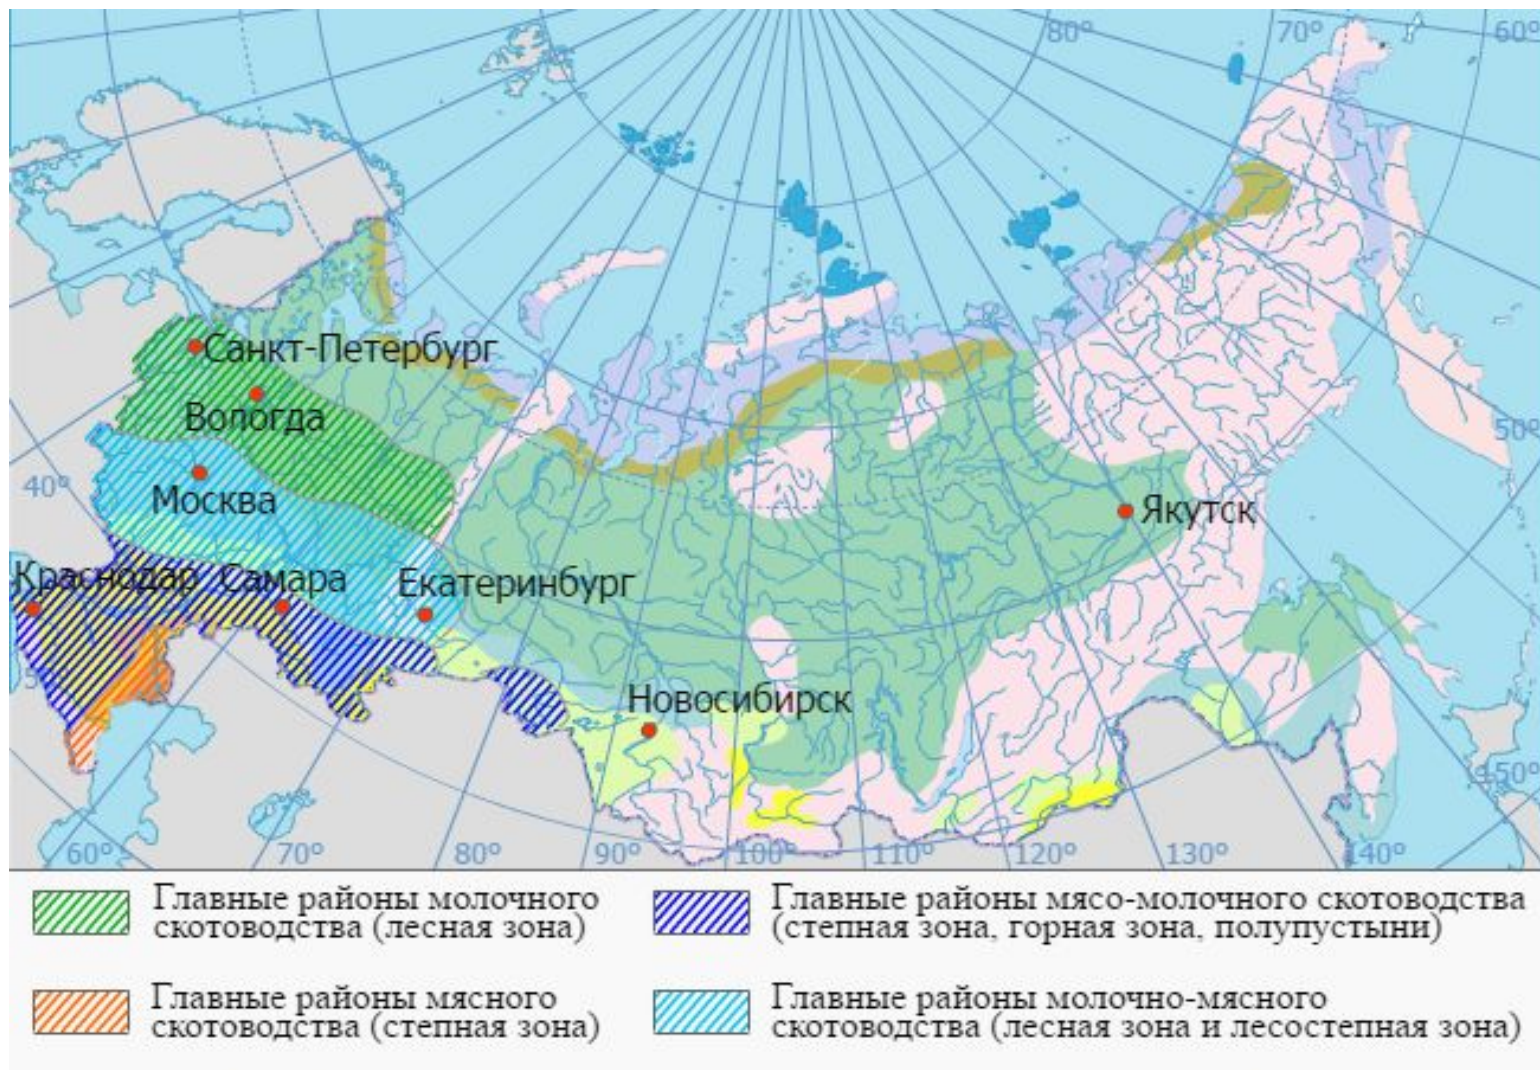 80°
70°
60°
Санкт-Петербург
Вологда
50°
40°
Москва
Якутск
Краснодар Самара
Екатеринбург
Новосибирск
150°
60°
70°
80°
90°
100°
110°
120°
130°
140°
Главные районы молочного
скотоводства (лесная зона)
Главные районы мясо-молочного скотоводства
(степная зона, горная зона, полупустыни)
Главные районы мясного
скотоводства (степная зона)
Главные районы молочно-мясного
скотоводства (лесная зона и лесостепная зона)